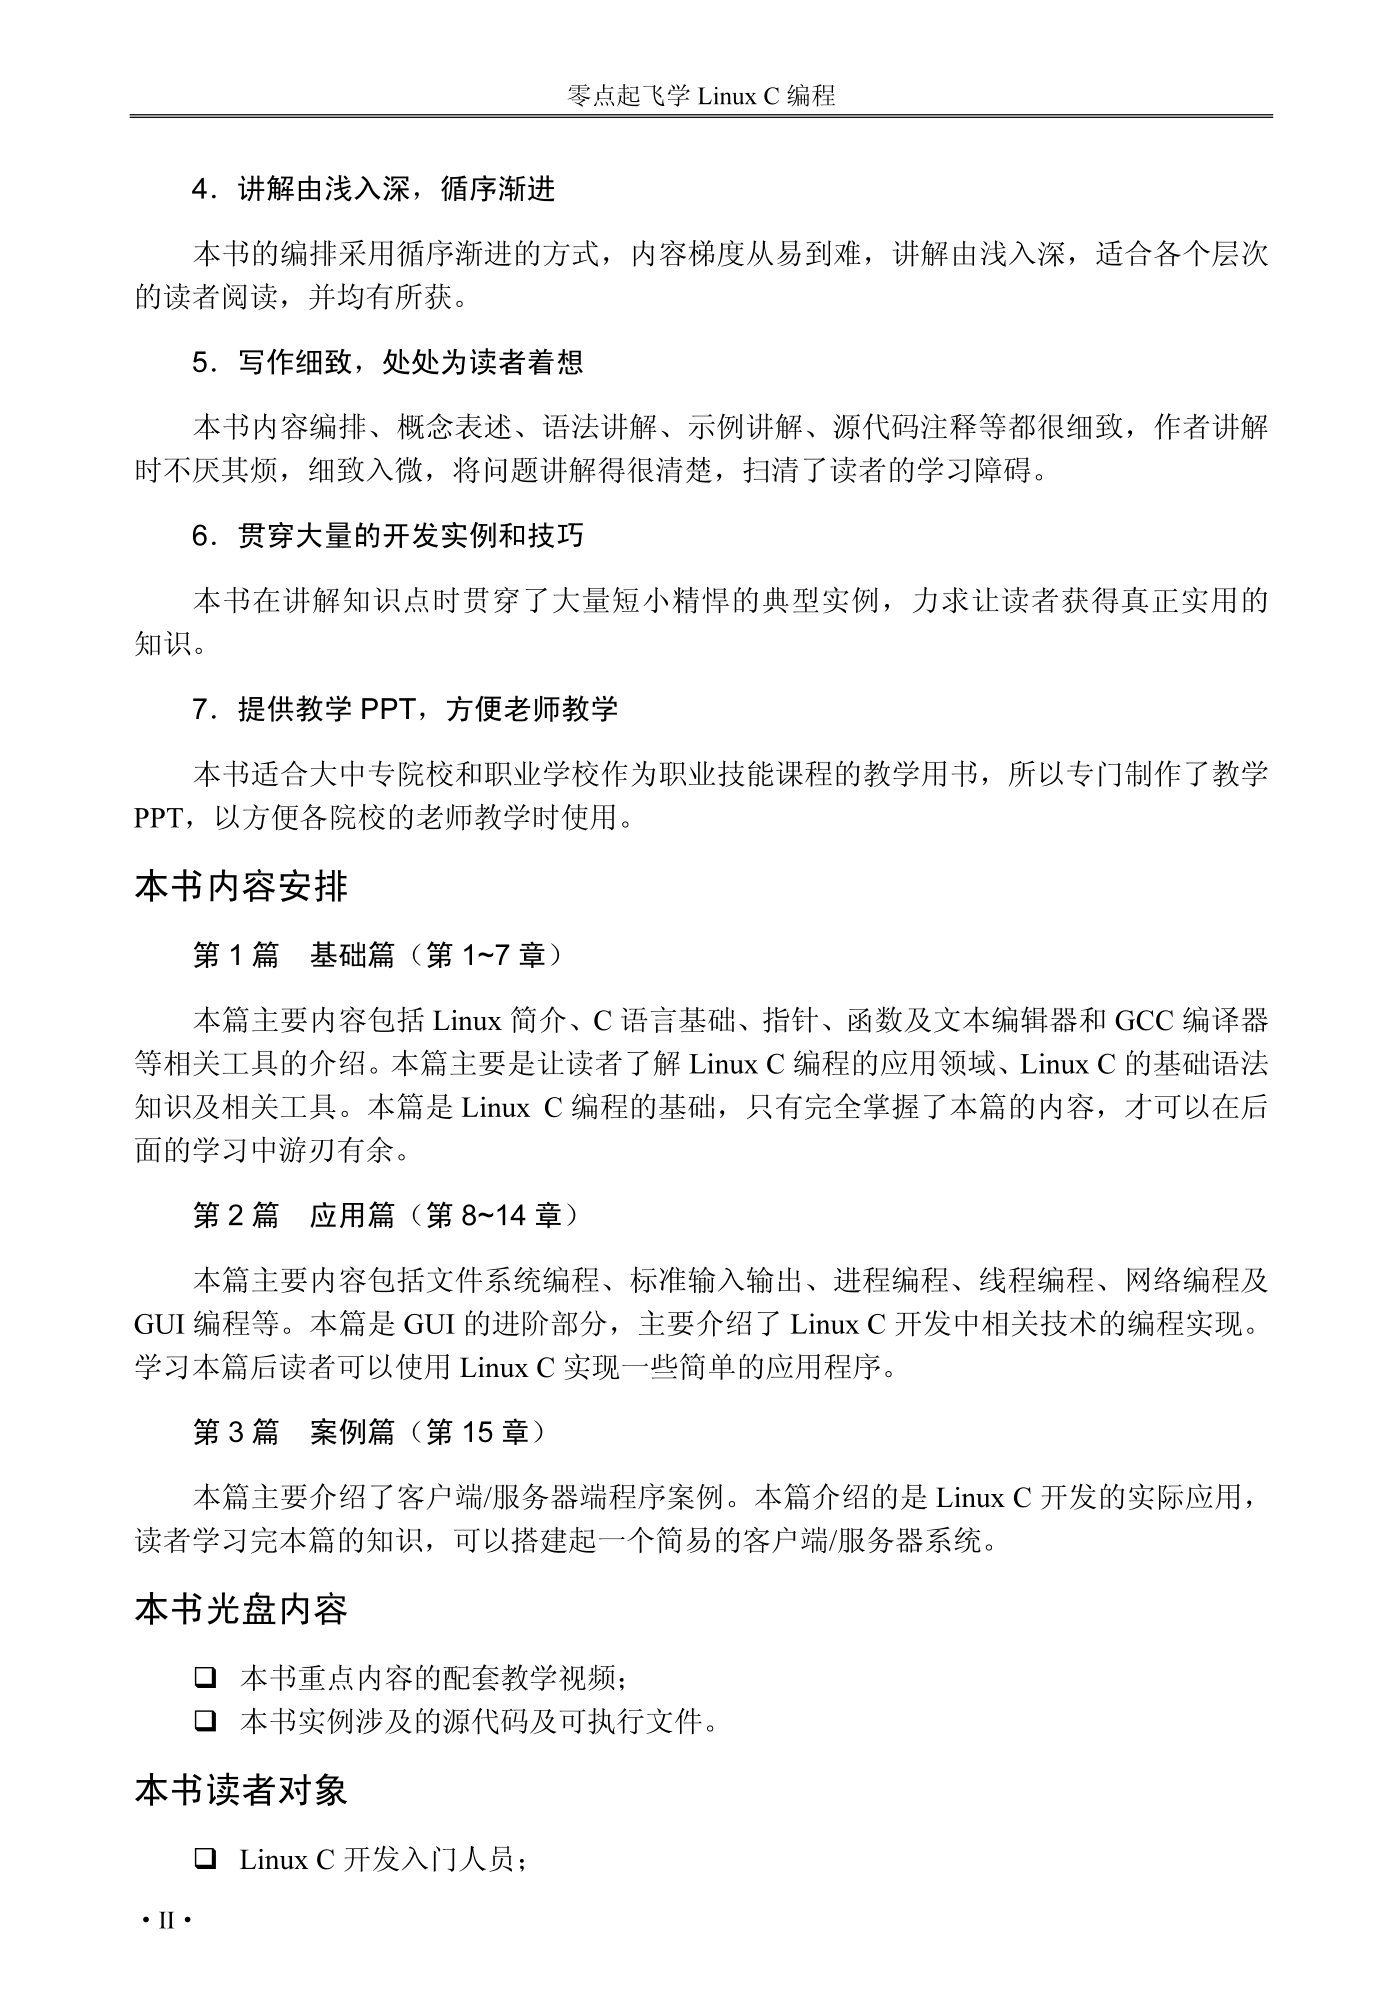 零点起飞学 Linux C 编程
4．讲解由浅入深，循序渐进
本书的编排采用循序渐进的方式，内容梯度从易到难，讲解由浅入深，适合各个层次
的读者阅读，并均有所获。
5．写作细致，处处为读者着想
本书内容编排、概念表述、语法讲解、示例讲解、源代码注释等都很细致，作者讲解
时不厌其烦，细致入微，将问题讲解得很清楚，扫清了读者的学习障碍。
6．贯穿大量的开发实例和技巧
本书在讲解知识点时贯穿了大量短小精悍的典型实例，力求让读者获得真正实用的
知识。
7．提供教学 PPT，方便老师教学
本书适合大中专院校和职业学校作为职业技能课程的教学用书，所以专门制作了教学
PPT，以方便各院校的老师教学时使用。
本书内容安排
第 1 篇　基础篇（第 1~7 章）
本篇主要内容包括 Linux 简介、C 语言基础、指针、函数及文本编辑器和 GCC 编译器
等相关工具的介绍。本篇主要是让读者了解 Linux C 编程的应用领域、Linux C 的基础语法
知识及相关工具。本篇是 Linux C 编程的基础，只有完全掌握了本篇的内容，才可以在后
面的学习中游刃有余。
第 2 篇　应用篇（第 8~14 章）
本篇主要内容包括文件系统编程、标准输入输出、进程编程、线程编程、网络编程及
GUI 编程等。本篇是 GUI 的进阶部分，主要介绍了 Linux C 开发中相关技术的编程实现。
学习本篇后读者可以使用 Linux C 实现一些简单的应用程序。
第 3 篇　案例篇（第 15 章）
本篇主要介绍了客户端/服务器端程序案例。本篇介绍的是 Linux C 开发的实际应用，
读者学习完本篇的知识，可以搭建起一个简易的客户端/服务器系统。
本书光盘内容
❑ 本书重点内容的配套教学视频；
❑ 本书实例涉及的源代码及可执行文件。
本书读者对象
❑ Linux C 开发入门人员；
·II·